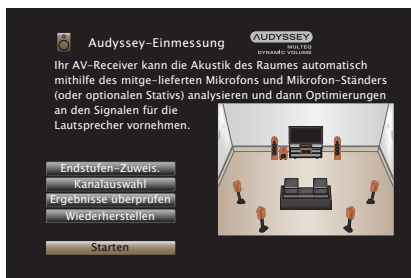 Audyssey-Einmessung
AUDYSSEY
MULTEQ
DYNAMIC VOLUME
Ihr AV-Receiver kann die Akustik des Raumes automatisch
mithilfe des mitge-lieferten Mikrofons und Mikrofon-Ständers
(oder optionalen Stativs) analysieren und dann Optimierungen
an den Signalen für die
Lautsprecher vornehmen.
Endstufen-Zuweis.
Kanalauswahl
Ergebnisse überprüfen
Wiederherstellen
Starten